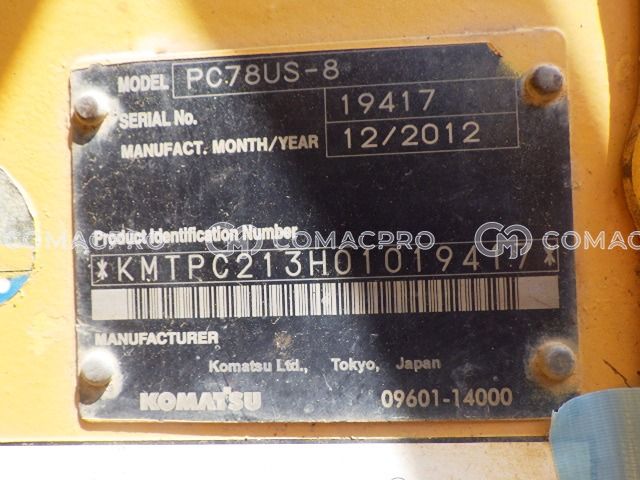 MODEL PC78US-8
SERIAL No. 19417
MANUFACT. MONTH/YEAR 12/2012
Product Identification Number
COMACPRO COMACPRO
*KMTPC213H01019417*
MANUFACTURER
Komatsu Ltd., Tokyo, Japan
KOMATSU 09601-14000